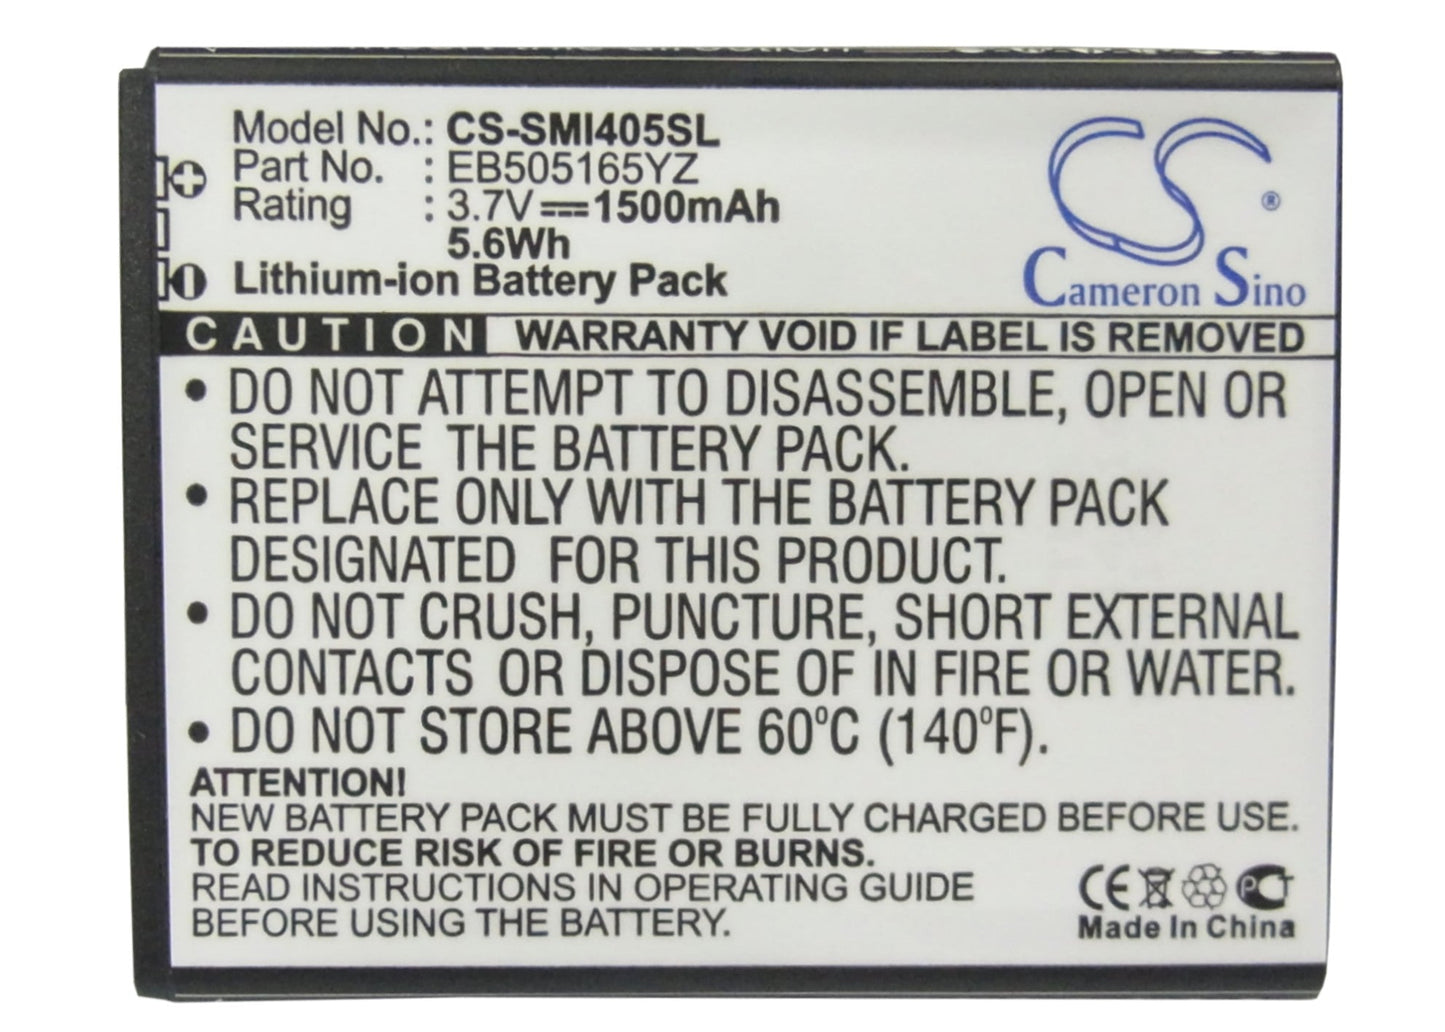 Model No.: CS-SMI405SL
Part No. : EB505165YZ
Rating : 3.7V 1500mAh
5.6Wh
Lithium-ion Battery Pack
CS ®
Cameron Sino
CAUTION WARRANTY VOID IF LABEL IS REMOVED
• DO NOT ATTEMPT TO DISASSEMBLE, OPEN OR
SERVICE THE BATTERY PACK.
• REPLACE ONLY WITH THE BATTERY PACK
DESIGNATED FOR THIS PRODUCT.
• DO NOT CRUSH, PUNCTURE, SHORT EXTERNAL
CONTACTS OR DISPOSE OF IN FIRE OR WATER.
• DO NOT STORE ABOVE 60°C (140°F).
ATTENTION!
NEW BATTERY PACK MUST BE FULLY CHARGED BEFORE USE.
TO REDUCE RISK OF FIRE OR BURNS.
READ INSTRUCTIONS IN OPERATING GUIDE
BEFORE USING THE BATTERY.
CE PCT
Made In China